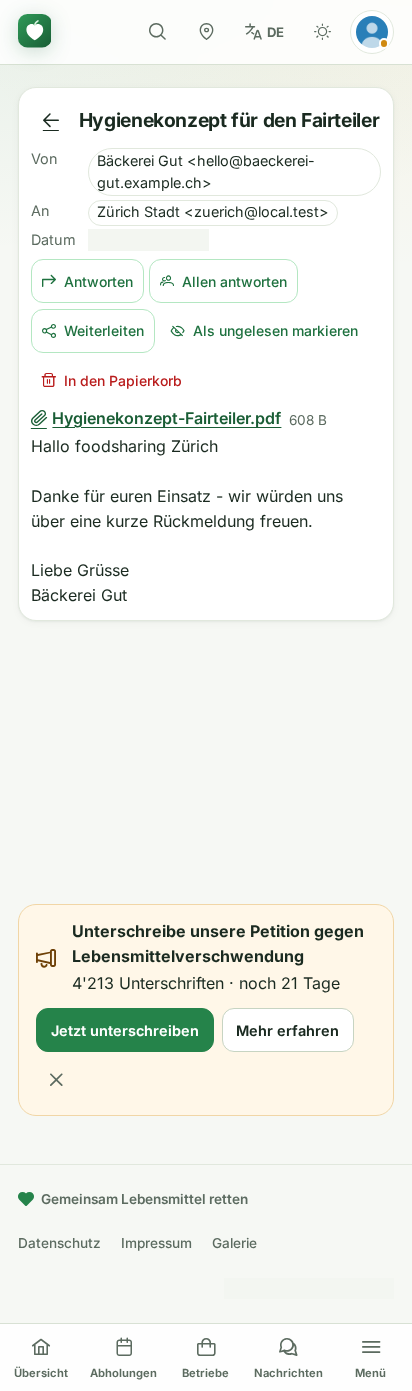 DE
Hygienekonzept für den Fairteiler
Von
Bäckerei Gut <hello@baeckerei-
gut.example.ch>
An
Zürich Stadt <zuerich@local.test>
Datum
Antworten
Allen antworten
Weiterleiten
Als ungelesen markieren
In den Papierkorb
Hygienekonzept-Fairteiler.pdf 608 B
Hallo foodsharing Zürich
Danke für euren Einsatz - wir würden uns
über eine kurze Rückmeldung freuen.
Liebe Grüsse
Bäckerei Gut
Unterschreibe unsere Petition gegen
Lebensmittelverschwendung
4'213 Unterschriften · noch 21 Tage
Jetzt unterschreiben
Mehr erfahren
Gemeinsam Lebensmittel retten
Datenschutz Impressum Galerie
Übersicht Abholungen Betriebe Nachrichten Menü